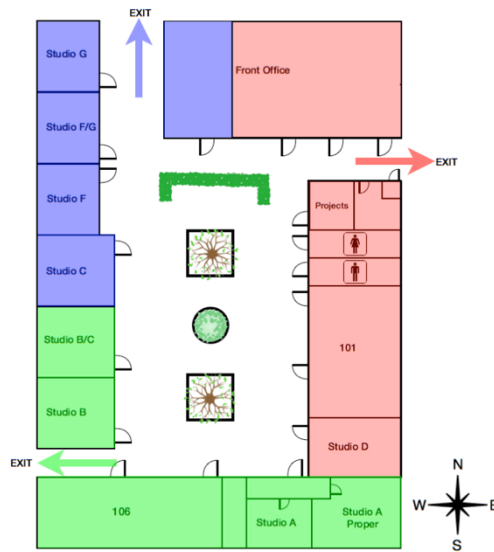 EXIT
Studio G
Front Office
Studio F/G
EXIT
Studio F
Projects
Studio C
Studio B/C
101
Studio B
Studio D
EXIT
N
W E
S
106
Studio A
Studio A
Proper